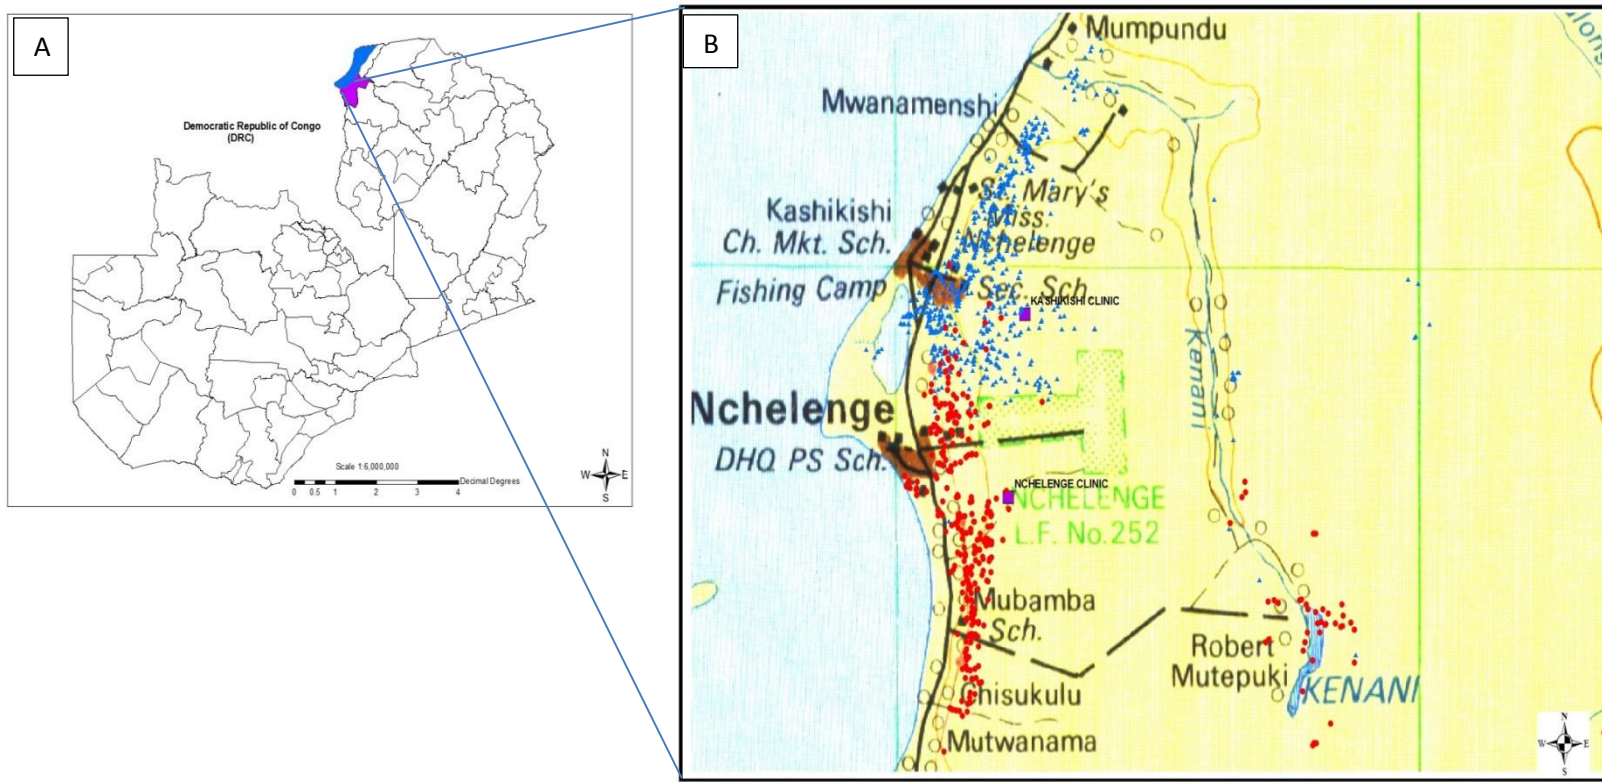 A
Democratic Republic of Congo
(DRC)
Scale 1:6,000,000
0 0.5 1 2 3 4 Decimal Degrees
N
W E
S
B
Mumpundu
Mwanamenshi
St. Mary's
Miss.
Kashikishi
Ch. Mkt. Sch.
Nchelenge
Sec. Sch
Fishing Camp
KASHIKISHI CLINIC
Kenani
Nchelenge
DHQ PS Sch.
NCHELENGE CLINIC
NCHELENGE
L.F. No.252
Mubamba
Sch.
Robert
Mutepuki
KENANI
Chisukulu
Mutwanama
N
W E
S